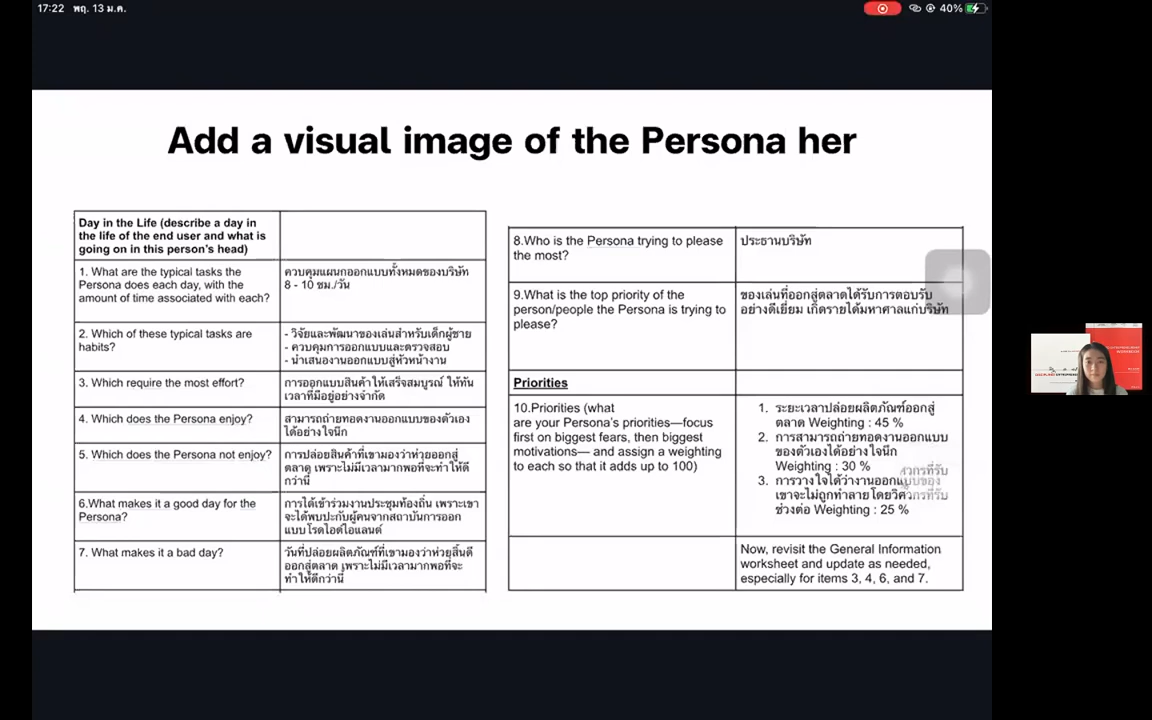 17:22 พฤ. 13 ม.ค.
40%
Add a visual image of the Persona her
Day in the Life (describe a day in
the life of the end user and what is
going on in this person's head)
1. What are the typical tasks the
Persona does each day, with the
amount of time associated with each?
ควบคุมแผนกออกแบบทั้งหมดของบริษัท
8 - 10 ชม./วัน
2. Which of these typical tasks are
habits?
- วิจัยและพัฒนาของเล่นสำหรับเด็กผู้ชาย
- ควบคุมการออกแบบและตรวจสอบ
- นำเสนองานออกแบบสู่หัวหน้างาน
3. Which require the most effort?
การออกแบบสินค้าให้เสร็จสมบูรณ์ ให้ทัน
เวลาที่มีอยู่อย่างจำกัด
4. Which does the Persona enjoy?
สามารถถ่ายทอดงานออกแบบของตัวเอง
ได้อย่างใจนึก
5. Which does the Persona not enjoy?
การปล่อยสินค้าที่เขามองว่าห่วยออกสู่
ตลาด เพราะไม่มีเวลามากพอที่จะทำให้ดี
กว่านี้
6.What makes it a good day for the
Persona?
การได้เข้าร่วมงานประชุมท้องถิ่น เพราะเขา
จะได้พบปะกับผู้คนจากสถาบันการออก
แบบโรดไอด์ไอแลนด์
7. What makes it a bad day?
วันที่ปล่อยผลิตภัณฑ์ที่เขามองว่าห่วยสิ้นดี
ออกสู่ตลาด เพราะไม่มีเวลามากพอที่จะ
ทำให้ดีกว่านี้
8.Who is the Persona trying to please
the most?
ประธานบริษัท
9.What is the top priority of the
person/people the Persona is trying to
please?
ของเล่นที่ออกสู่ตลาดได้รับการตอบรับ
อย่างดีเยี่ยม เกิดรายได้มหาศาลแก่บริษัท
Priorities
10.Priorities (what
are your Persona's priorities—focus
first on biggest fears, then biggest
motivations— and assign a weighting
to each so that it adds up to 100)
1. ระยะเวลาปล่อยผลิตภัณฑ์ออกสู่
ตลาด Weighting : 45 %
2. การสามารถถ่ายทอดงานออกแบบ
ของตัวเองได้อย่างใจนึก
Weighting : 30 %
3. การวางใจได้ว่างานออกแบบของ
เขาจะไม่ถูกทำลายโดยวิศวกรที่รับ
ช่วงต่อ Weighting : 25 %
Now, revisit the General Information
worksheet and update as needed,
especially for items 3, 4, 6, and 7.